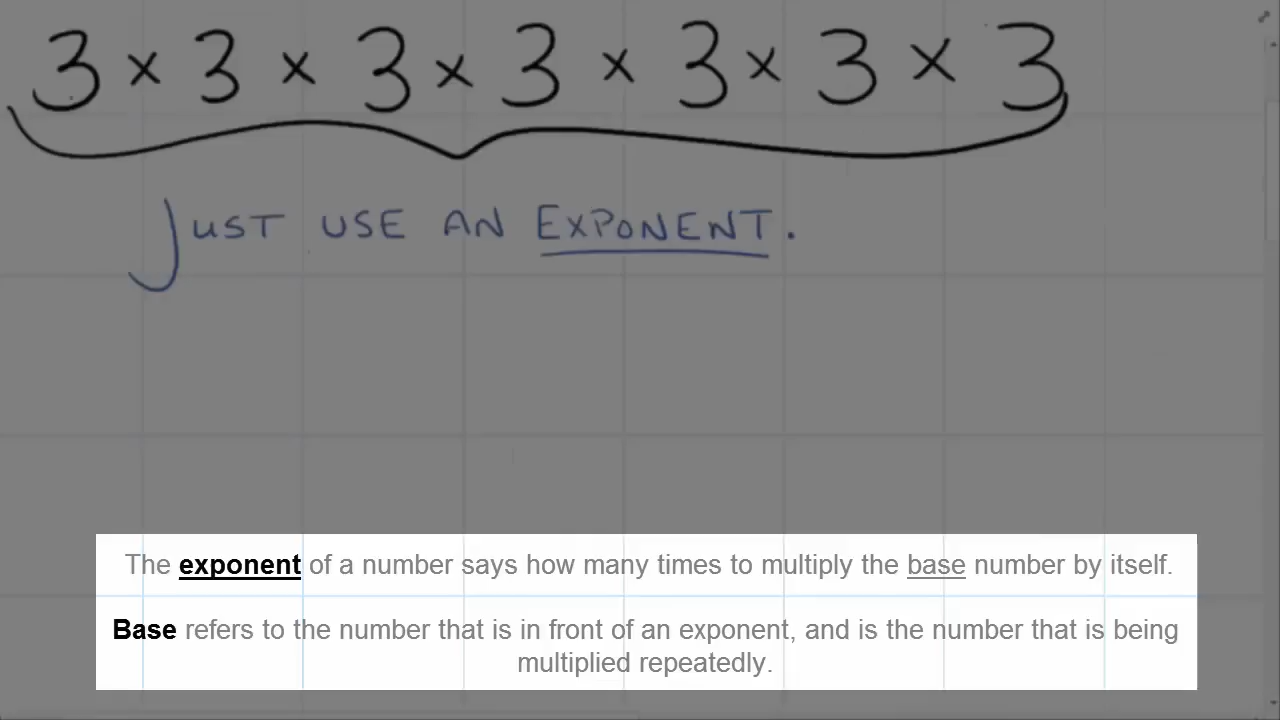 3 × 3 × 3 × 3 × 3 × 3 × 3
JUST USE AN EXPONENT.
The exponent of a number says how many times to multiply the base number by itself.
Base refers to the number that is in front of an exponent, and is the number that is being
multiplied repeatedly.